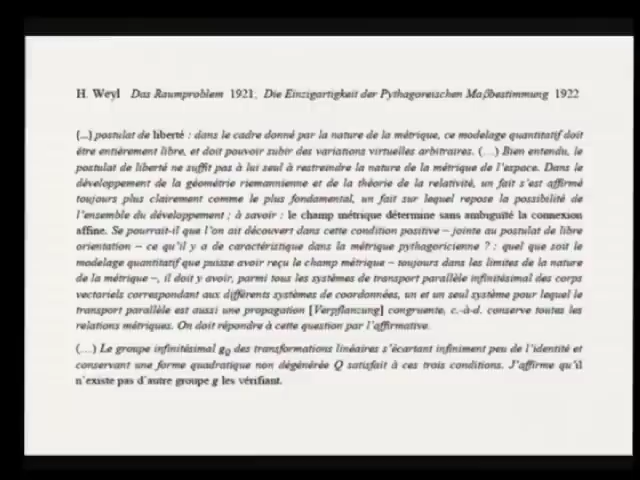 H. Weyl Das Raumproblem 1921; Die Einzigartigkeit der Pythagoreischen Maβbestimmung 1922
(...) postulat de liberté : dans le cadre donné par la nature de la métrique, ce modelage quantitatif doit
être entièrement libre, et doit pouvoir subir des variations virtuelles arbitraires. (…) Bien entendu, le
postulat de liberté ne suffit pas à lui seul à restreindre la nature de la métrique de l'espace. Dans le
développement de la géométrie riemannienne et de la théorie de la relativité, un fait s'est affirmé
toujours plus clairement comme le plus fondamental, un fait sur lequel repose la possibilité de
l'ensemble du développement ; à savoir : le champ métrique détermine sans ambiguïté la connexion
affine. Se pourrait-il que l'on ait découvert dans cette condition positive – jointe au postulat de libre
orientation – ce qu'il y a de caractéristique dans la métrique pythagoricienne ? : quel que soit le
modelage quantitatif que puisse avoir reçu le champ métrique – toujours dans les limites de la nature
de la métrique –, il doit y avoir, parmi tous les systèmes de transport parallèle infinitésimal des corps
vectoriels correspondant aux différents systèmes de coordonnées, un et un seul système pour lequel le
transport parallèle est aussi une propagation [Verpflanzung] congruente, c.-à-d. conserve toutes les
relations métriques. On doit répondre à cette question par l'affirmative.
(…) Le groupe infinitésimal g₀ des transformations linéaires s'écartant infiniment peu de l'identité et
conservant une forme quadratique non dégénérée Q satisfait à ces trois conditions. J'affirme qu'il
n'existe pas d'autre groupe g les vérifiant.